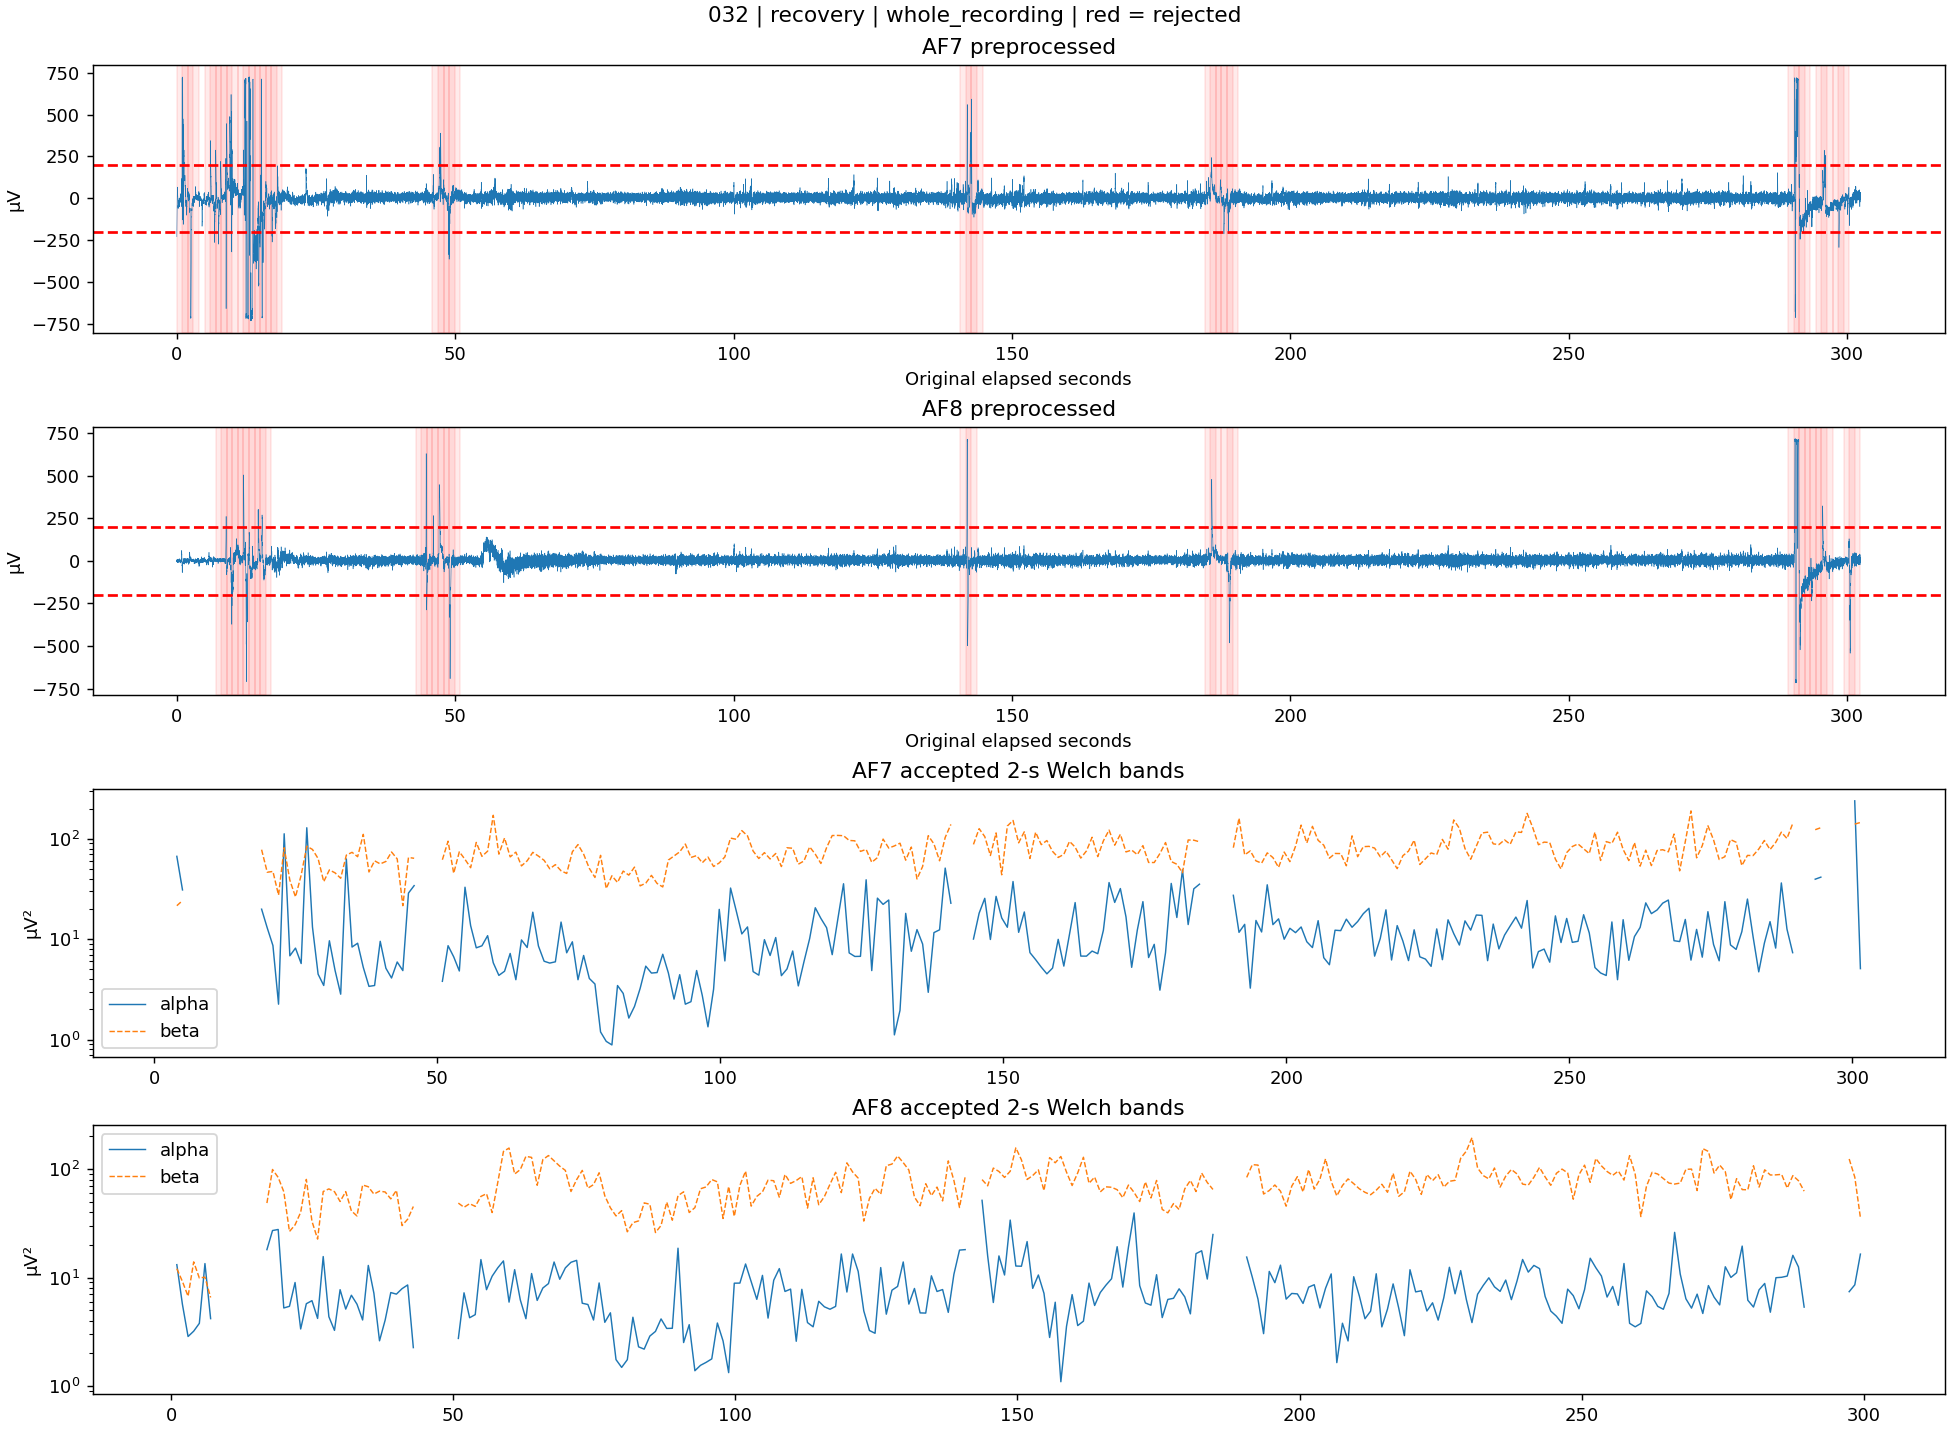 032 | recovery | whole_recording | red = rejected
AF7 preprocessed
750
500
250
0
−250
−500
−750
µV
0 50 100 150 200 250 300
Original elapsed seconds
AF8 preprocessed
750
500
250
0
−250
−500
−750
µV
0 50 100 150 200 250 300
Original elapsed seconds
AF7 accepted 2-s Welch bands
10²
10¹
10⁰
µV²
alpha
beta
0 50 100 150 200 250 300
AF8 accepted 2-s Welch bands
alpha
beta
10²
10¹
10⁰
µV²
0 50 100 150 200 250 300